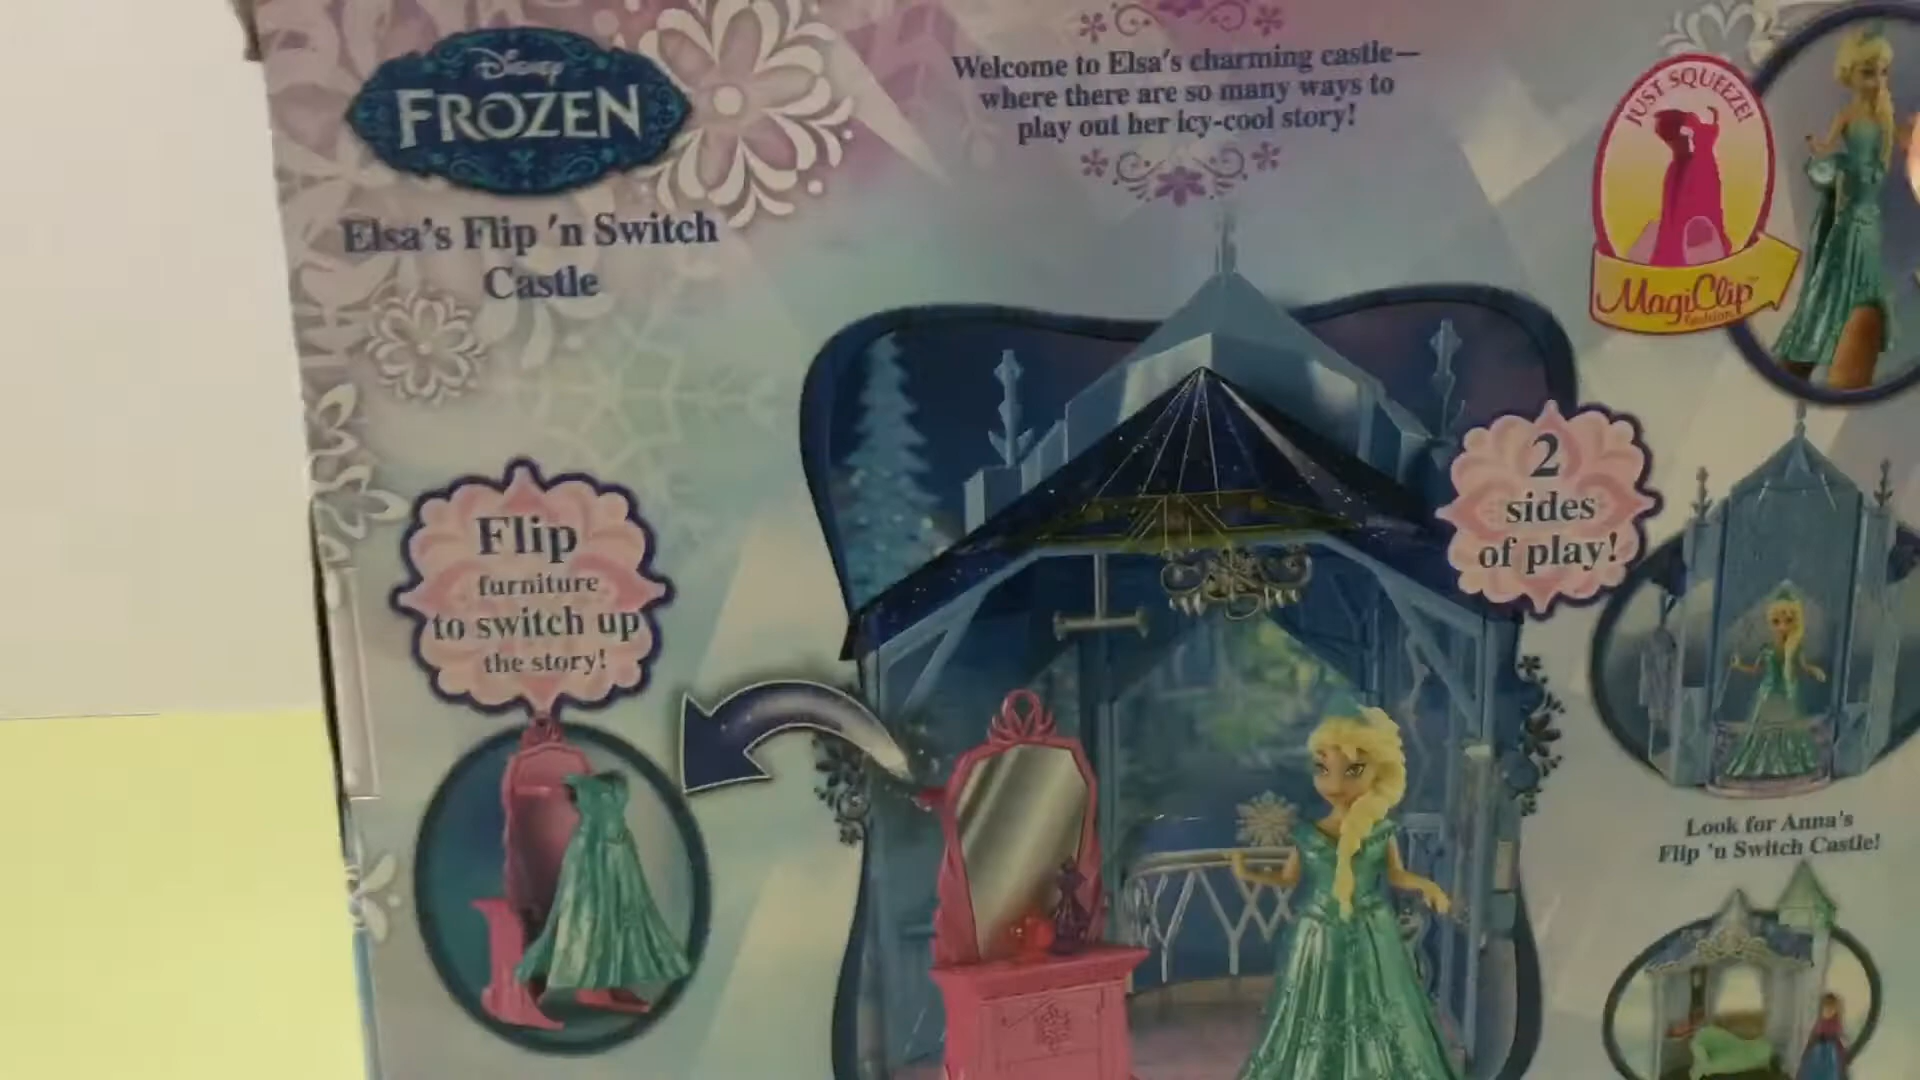 Disney
FROZEN
Elsa's Flip 'n Switch
Castle
Welcome to Elsa's charming castle—
where there are so many ways to
play out her icy-cool story!
JUST SQUEEZE!
MagiClip™
fashion
2
sides
of play!
Flip
furniture
to switch up
the story!
Look for Anna's
Flip 'n Switch Castle!